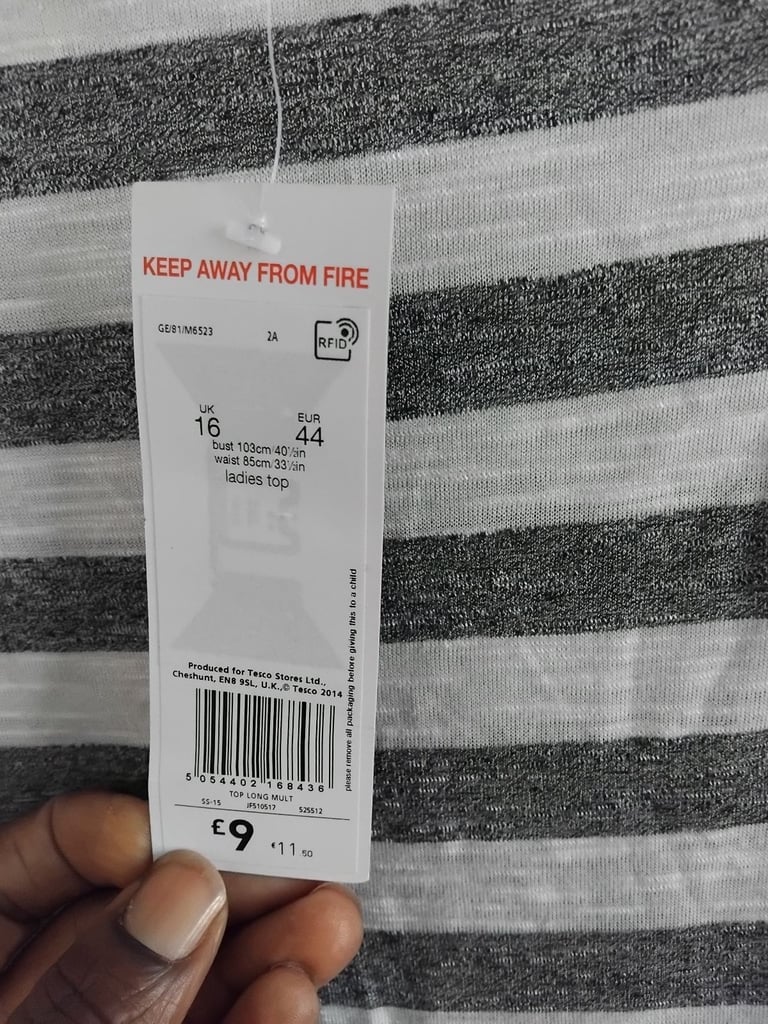 KEEP AWAY FROM FIRE
GE/81/M6523 2A RFID
UK EUR
16 44
bust 103cm/40½in
waist 85cm/33½in
ladies top
please remove all packaging before giving this to a child
Produced for Tesco Stores Ltd.,
Cheshunt, EN8 9SL, U.K.,© Tesco 2014
5 054402 168436
TOP LONG MULT
SS-15 JF510517 525512
£9 €11.50